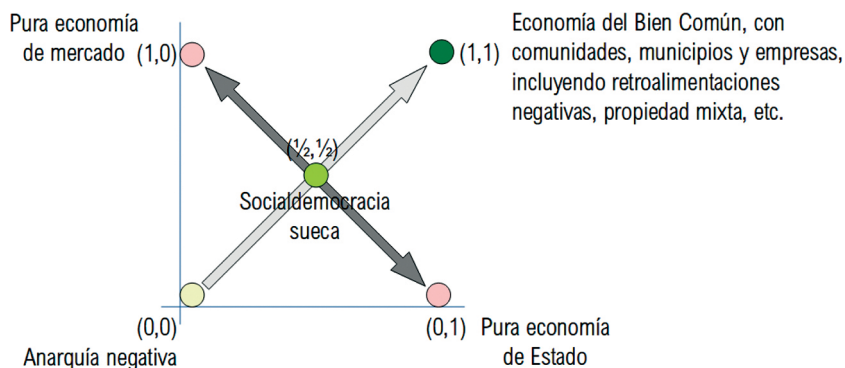 Pura economía
de mercado (1,0)
(1,1)
Economía del Bien Común, con
comunidades, municipios y empresas,
incluyendo retroalimentaciones
negativas, propiedad mixta, etc.
(½,½)
Socialdemocracia
sueca
(0,0)
Anarquía negativa
(0,1) Pura economía
de Estado